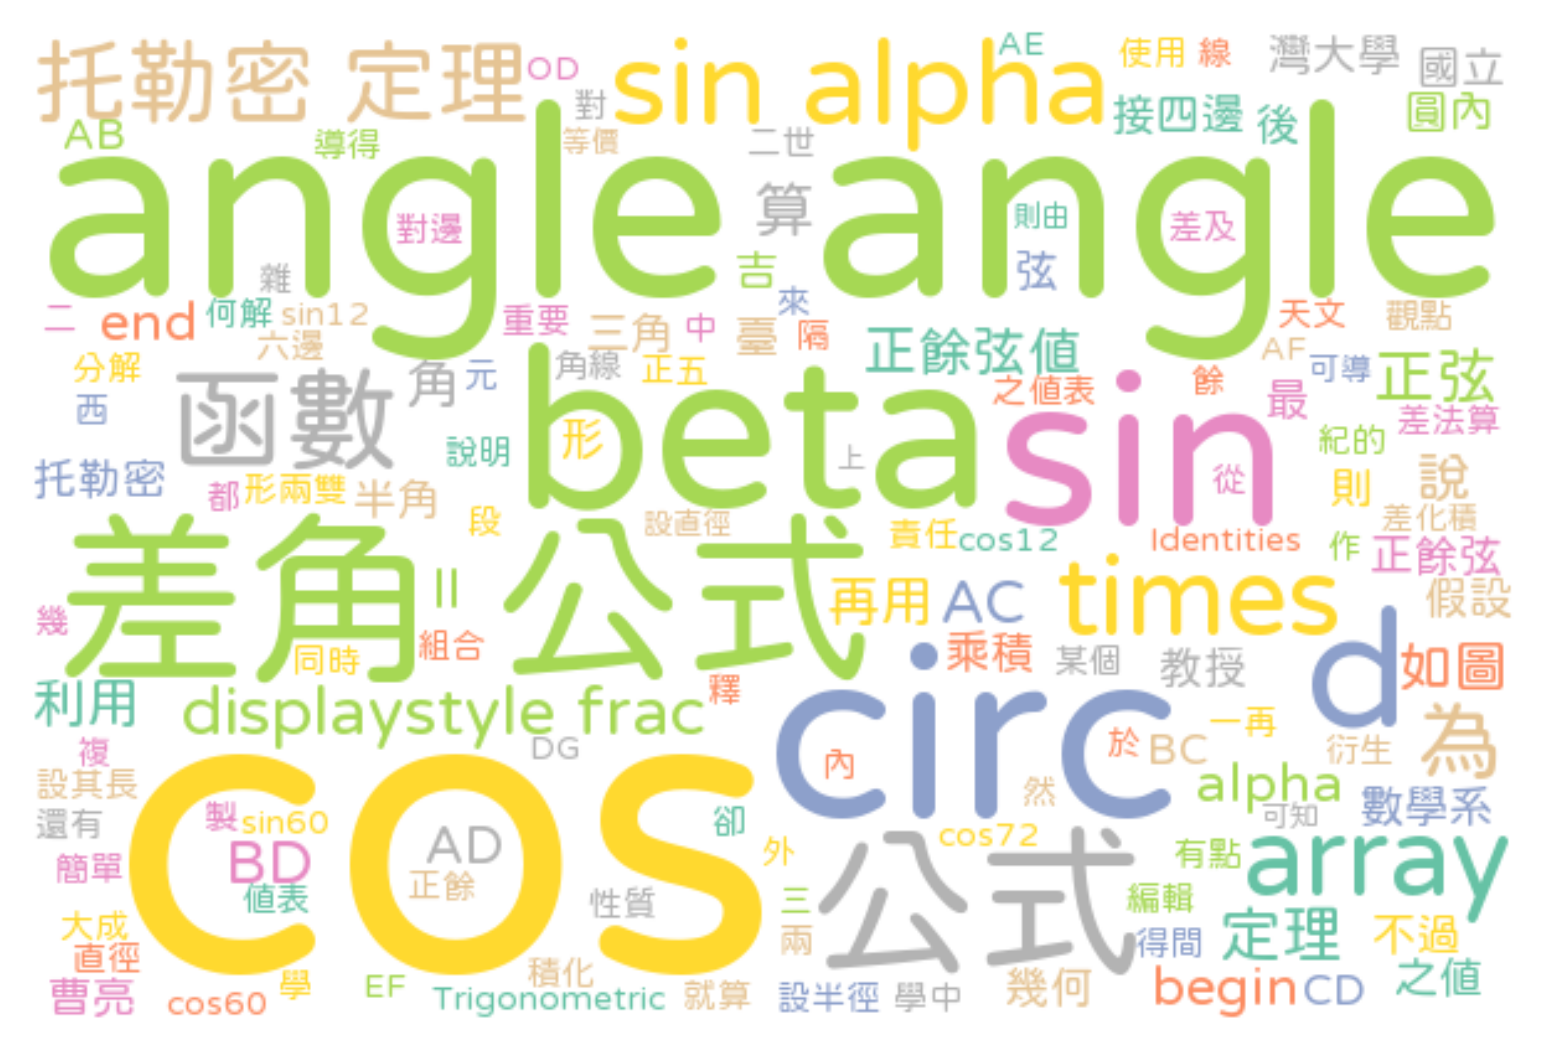 托勒密 定理
OD
對
sin alpha
AE
使用
線
灣大學
國立
AB
導得
等價
二世
接四邊
後
圓內
angle angle
對邊
算
則由
差及
雜
吉
弦
二
end
何解
sin12
重要
三角
中
臺
來
隔
正餘弦值
天文
觀點
六邊
分解
角
元
角線
正五
AF
可導
正弦
西
函數
beta
形
之值表
餘
最
差法算
sin
紀的
托勒密
說明
上
從
則
說
都
形兩雙
半角
段
設直徑
責任
cos12
Identities
差化積
作
正餘弦
差角 公式
II
再用
AC
times
假設
幾
同時
組合
乘積
某個
教授
d
如圖
利用
displaystyle frac
釋
circ
一再
為
複
DG
內
於
BC
衍生
設其長
然
alpha
還有
製
sin60
cos
卻
可知
數學系
簡單
BD
AD
外
cos72
有點
array
值表
正餘
性質
三
公式
編輯
大成
直徑
兩
得間
定理
不過
曹亮
cos60
學
EF
積化
Trigonometric
就算
設半徑
學中
幾何
begin
CD
之值